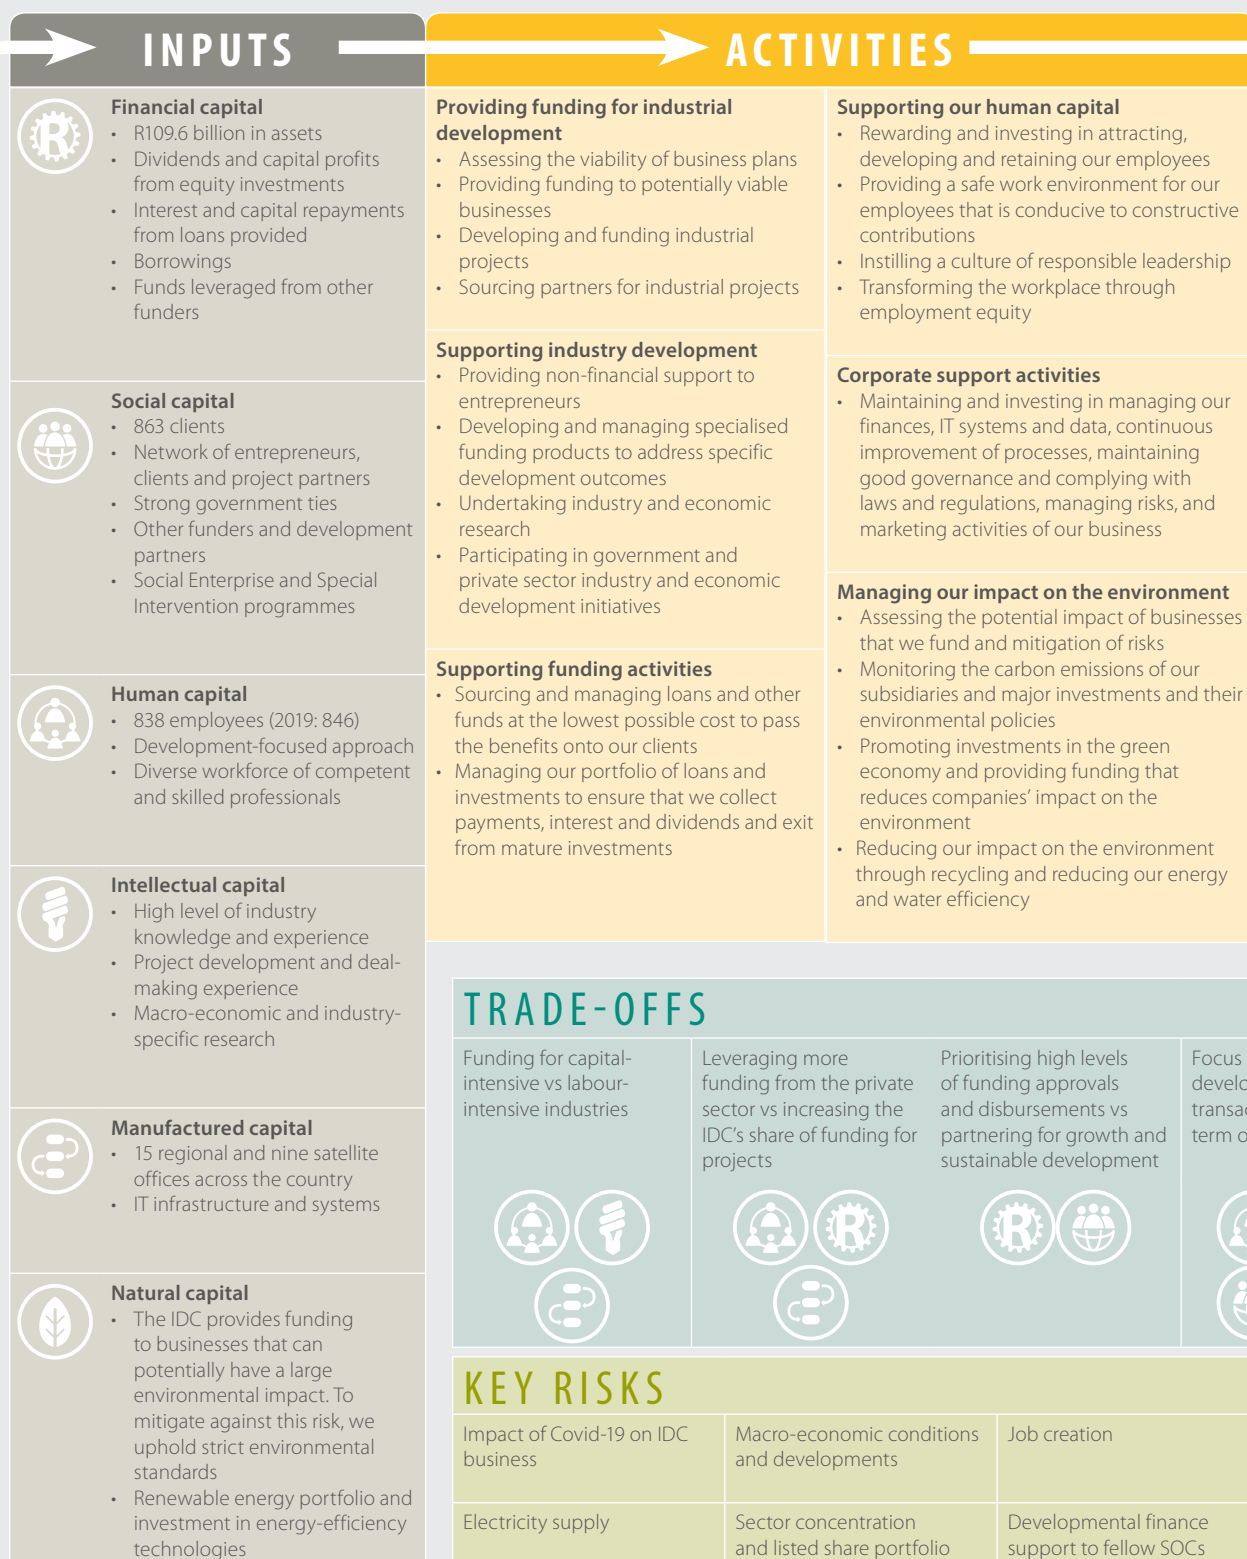 INPUTS
Financial capital
• R109.6 billion in assets
• Dividends and capital profits
from equity investments
• Interest and capital repayments
from loans provided
• Borrowings
• Funds leveraged from other
funders
Social capital
• 863 clients
• Network of entrepreneurs,
clients and project partners
• Strong government ties
• Other funders and development
partners
• Social Enterprise and Special
Intervention programmes
Human capital
• 838 employees (2019: 846)
• Development-focused approach
• Diverse workforce of competent
and skilled professionals
Intellectual capital
• High level of industry
knowledge and experience
• Project development and deal-
making experience
• Macro-economic and industry-
specific research
Manufactured capital
• 15 regional and nine satellite
offices across the country
• IT infrastructure and systems
Natural capital
• The IDC provides funding
to businesses that can
potentially have a large
environmental impact. To
mitigate against this risk, we
uphold strict environmental
standards
• Renewable energy portfolio and
investment in energy-efficiency
technologies
ACTIVITIES
Providing funding for industrial
development
• Assessing the viability of business plans
• Providing funding to potentially viable
businesses
• Developing and funding industrial
projects
• Sourcing partners for industrial projects
Supporting industry development
• Providing non-financial support to
entrepreneurs
• Developing and managing specialised
funding products to address specific
development outcomes
• Undertaking industry and economic
research
• Participating in government and
private sector industry and economic
development initiatives
Supporting funding activities
• Sourcing and managing loans and other
funds at the lowest possible cost to pass
the benefits onto our clients
• Managing our portfolio of loans and
investments to ensure that we collect
payments, interest and dividends and exit
from mature investments
Supporting our human capital
• Rewarding and investing in attracting,
developing and retaining our employees
• Providing a safe work environment for our
employees that is conducive to constructive
contributions
• Instilling a culture of responsible leadership
• Transforming the workplace through
employment equity
Corporate support activities
• Maintaining and investing in managing our
finances, IT systems and data, continuous
improvement of processes, maintaining
good governance and complying with
laws and regulations, managing risks, and
marketing activities of our business
Managing our impact on the environment
• Assessing the potential impact of businesses
that we fund and mitigation of risks
• Monitoring the carbon emissions of our
subsidiaries and major investments and their
environmental policies
• Promoting investments in the green
economy and providing funding that
reduces companies' impact on the
environment
• Reducing our impact on the environment
through recycling and reducing our energy
and water efficiency
TRADE-OFFS
Funding for capital-
intensive vs labour-
intensive industries
Leveraging more
funding from the private
sector vs increasing the
IDC's share of funding for
projects
Prioritising high levels
of funding approvals
and disbursements vs
partnering for growth and
sustainable development
Focus
term
KEY RISKS
Impact of Covid-19 on IDC
business
Macro-economic conditions
and developments
Job creation
Electricity supply
Sector concentration
and listed share portfolio
Developmental finance
support to fellow SOCs